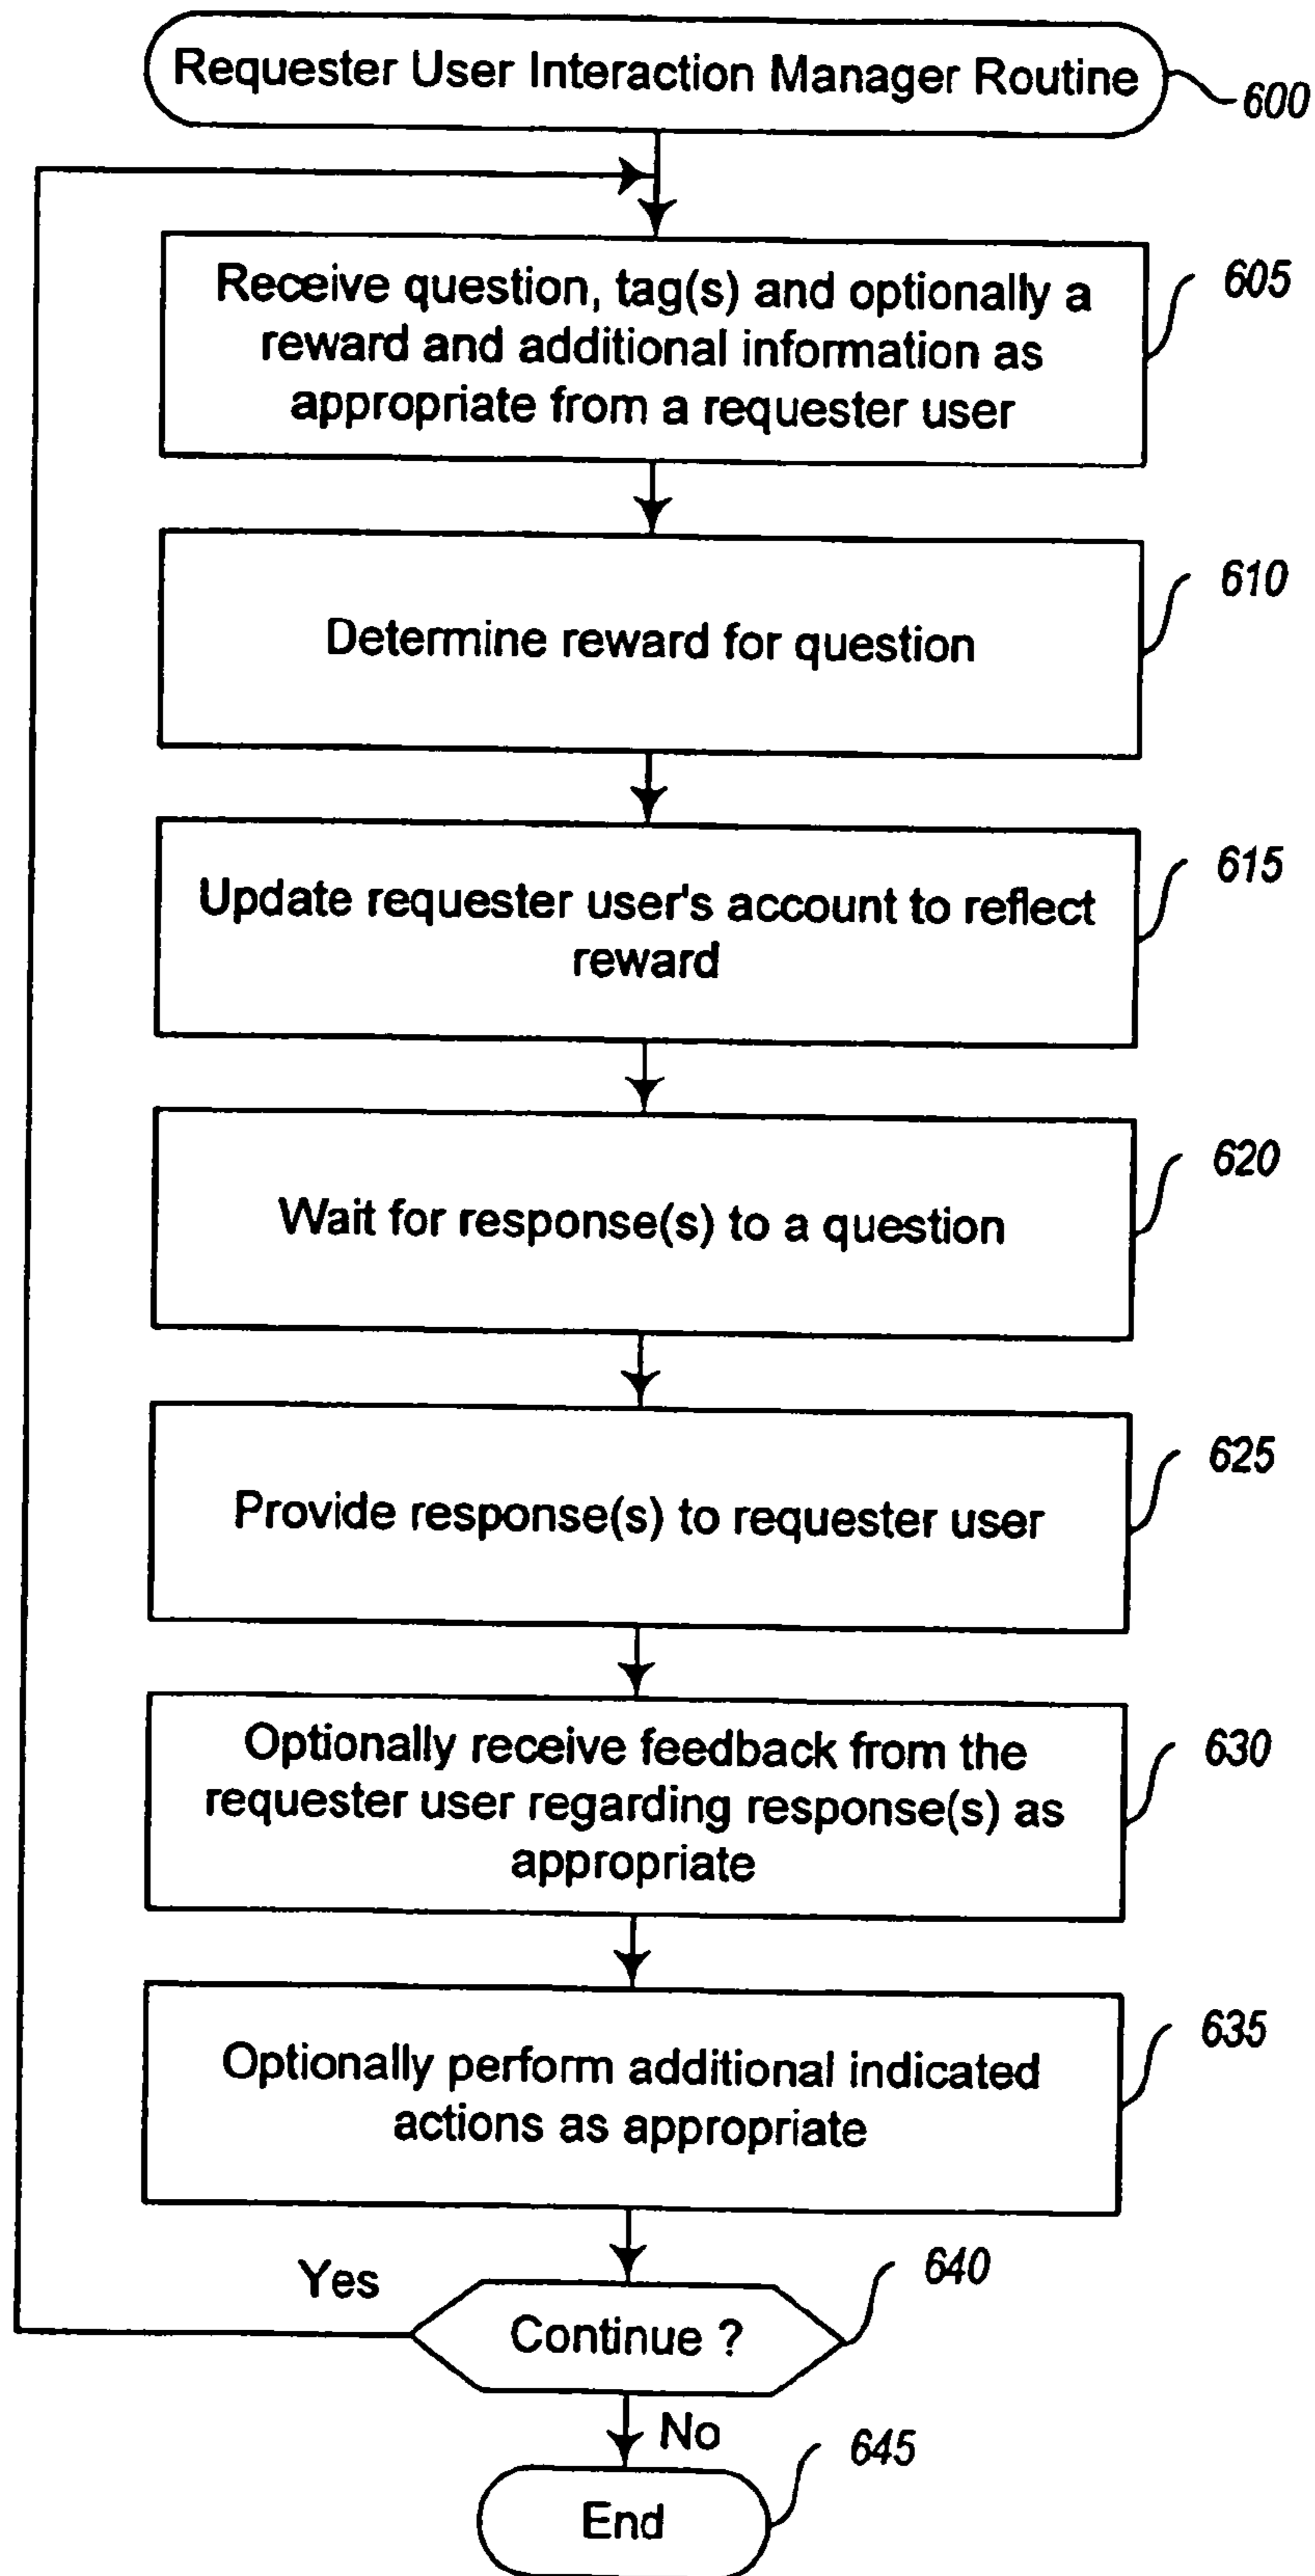 Requester User Interaction Manager Routine
600
Receive question, tag(s) and optionally a
reward and additional information as
appropriate from a requester user
605
Determine reward for question
610
Update requester user's account to reflect
reward
615
Wait for response(s) to a question
620
Provide response(s) to requester user
625
Optionally receive feedback from the
requester user regarding response(s) as
appropriate
630
Optionally perform additional indicated
actions as appropriate
635
Yes
Continue ?
640
No
End
645